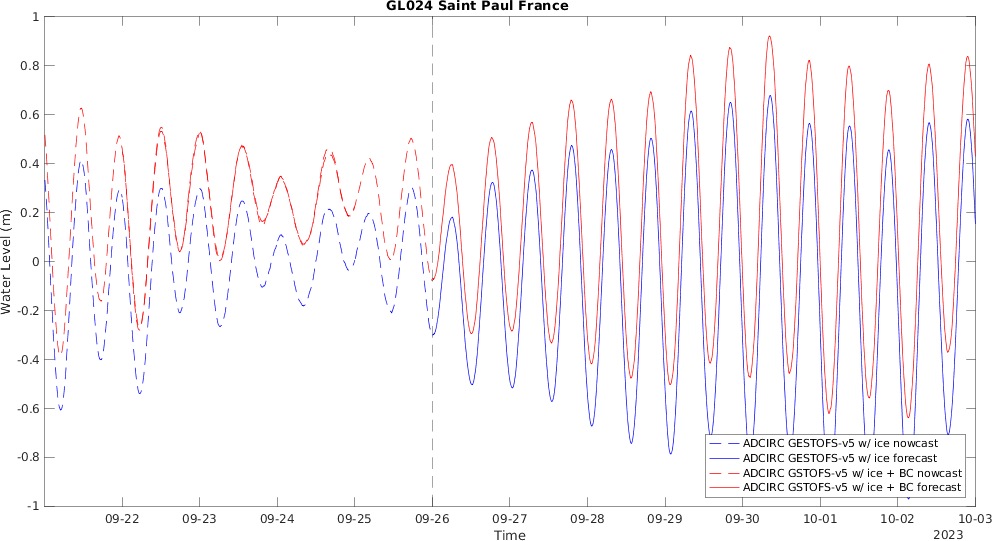 GL024 Saint Paul France
1
0.8
0.6
0.4
0.2
0
-0.2
-0.4
-0.6
-0.8
-1
Water Level (m)
ADCIRC GESTOFS-v5 w/ ice nowcast
ADCIRC GESTOFS-v5 w/ ice forecast
ADCIRC GSTOFS-v5 w/ ice + BC nowcast
ADCIRC GSTOFS-v5 w/ ice + BC forecast
09-22 09-23 09-24 09-25 09-26 09-27 09-28 09-29 09-30 10-01 10-02 10-03
Time
2023